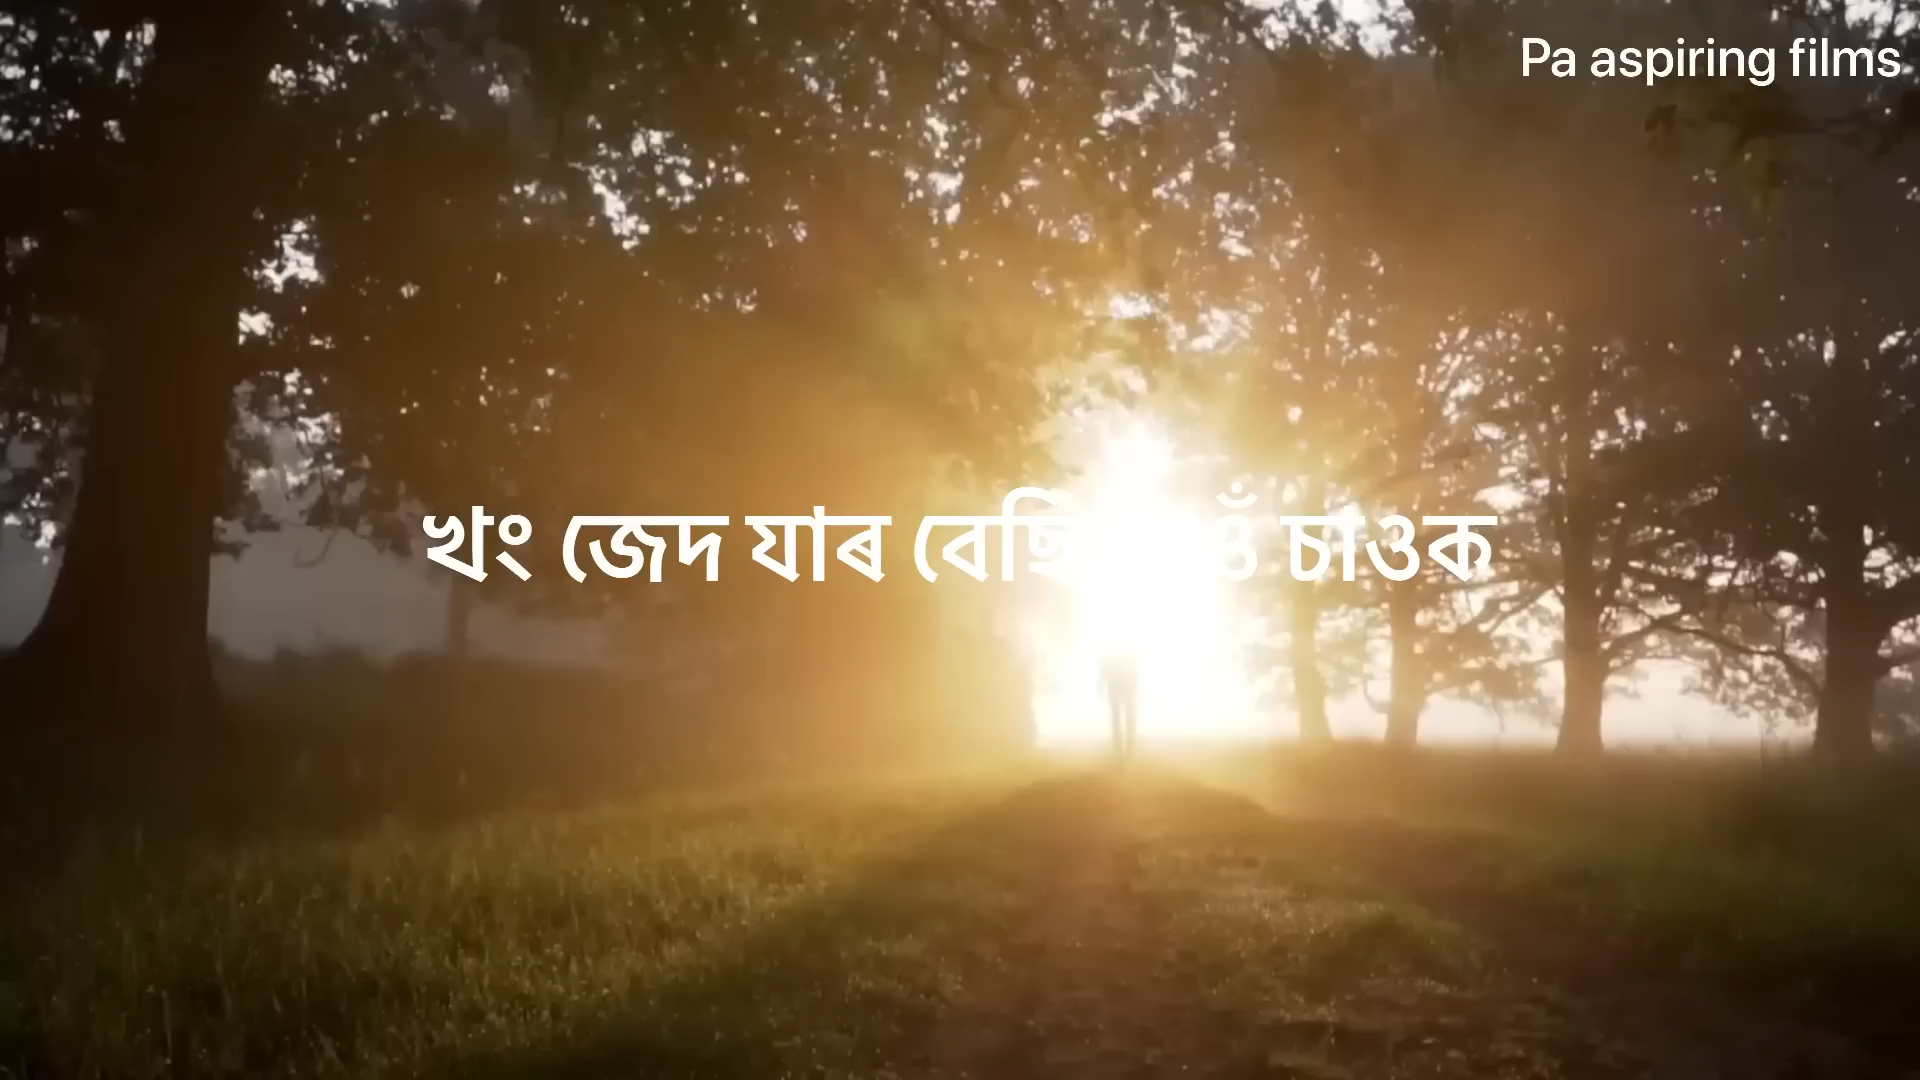 Pa aspiring films
খং জেদ যাৰ বেছি চাওক